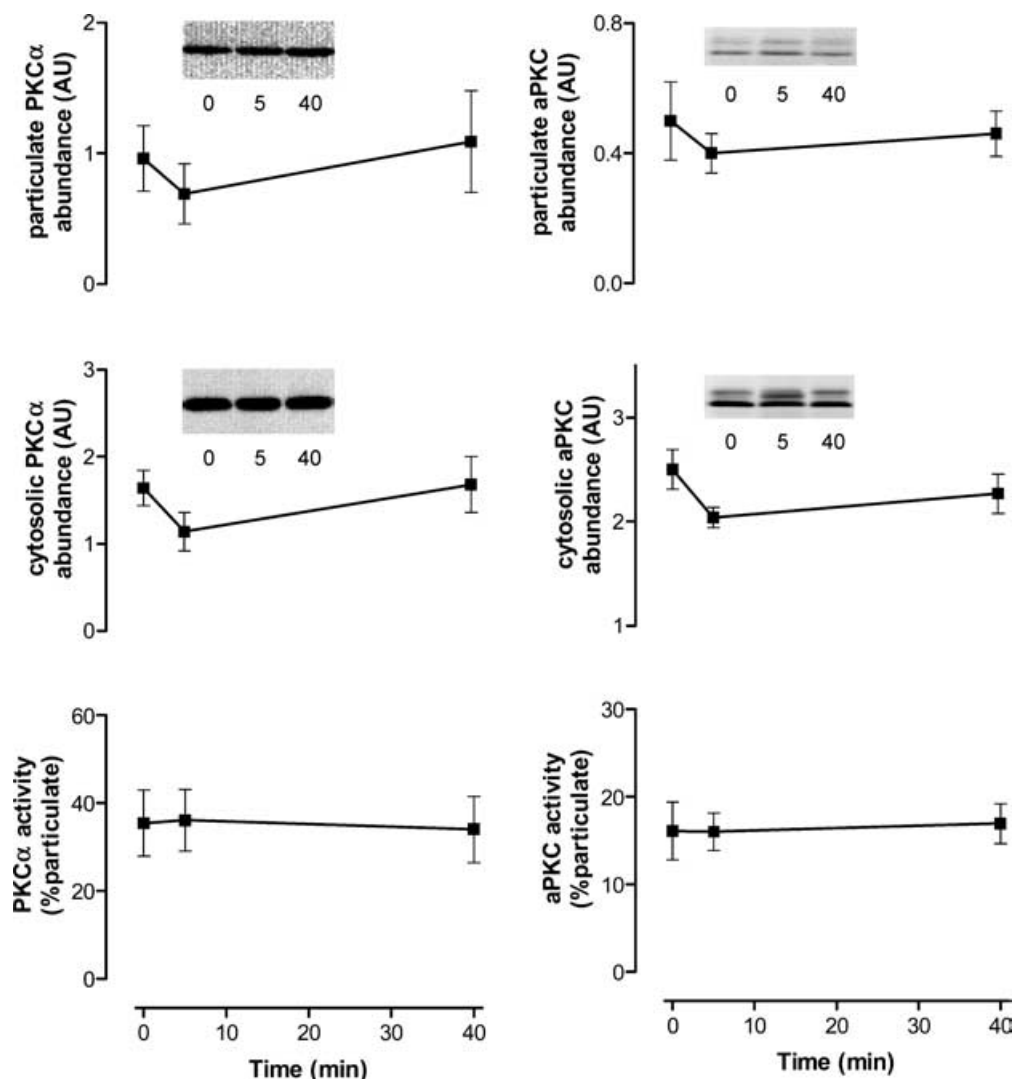 particulate PKCα
abundance (AU)
2
1
0
0 5 40
particulate aPKC
abundance (AU)
0.8
0.4
0.0
0 5 40
cytosolic PKCα
abundance (AU)
3
2
1
0
0 5 40
cytosolic aPKC
abundance (AU)
3
2
1
0 5 40
PKCα activity
(%particulate)
60
40
20
0
0 10 20 30 40
Time (min)
aPKC activity
(%particulate)
30
20
10
0
0 10 20 30 40
Time (min)